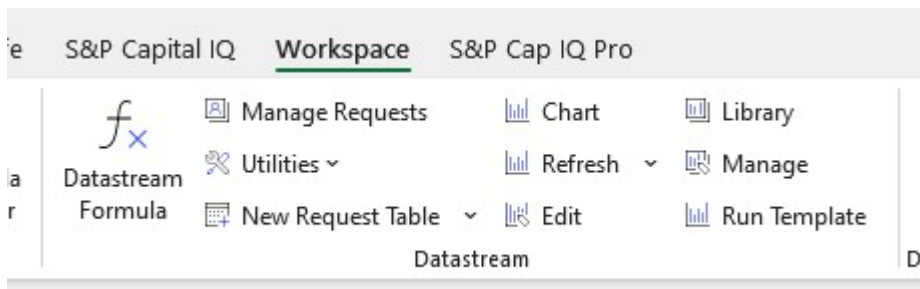 S&P Capital IQ Workspace S&P Cap IQ Pro
Manage Requests Chart Library
Datastream Formula
Utilities Refresh Manage
New Request Table Edit Run Template
Datastream